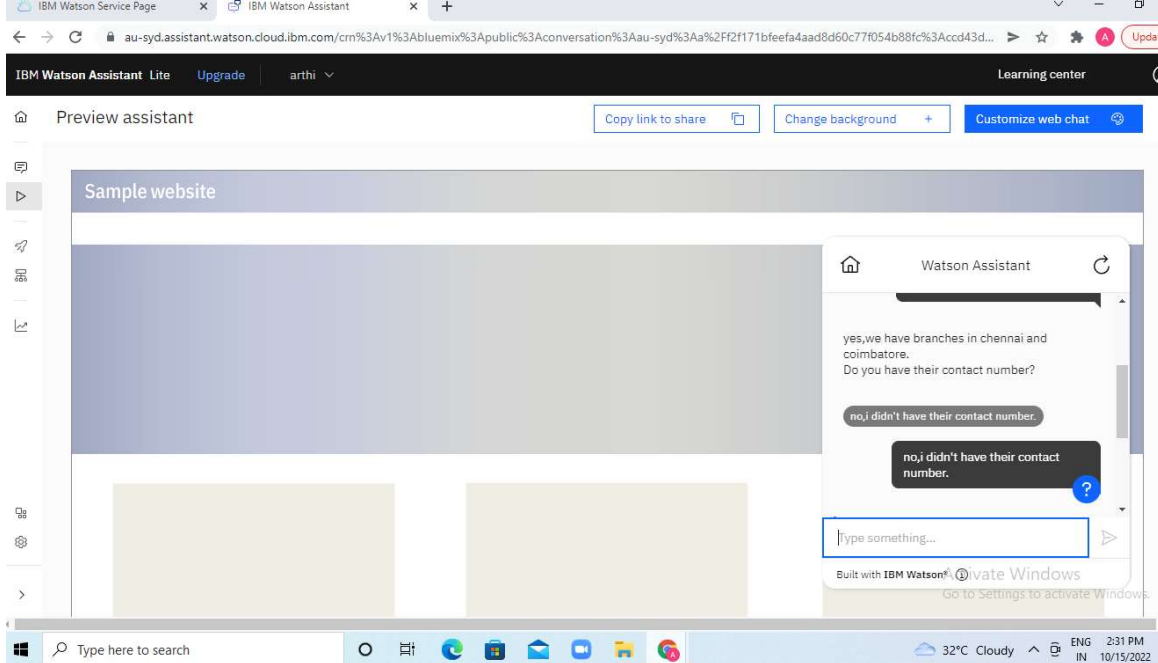 IBM Watson Service Page
IBM Watson Assistant
au-syd.assistant.watson.cloud.ibm.com/crn%3Av1%3Abluemix%3Apublic%3Aconversation%3Aau-syd%3Aa%2Ff2f171bfeefa4aad8d60c77f054b88fc%3Accd43d...
A
Upda
IBM Watson Assistant Lite Upgrade arthi Learning center
Preview assistant Copy link to share Change background + Customize web chat
Sample website
Watson Assistant
yes,we have branches in chennai and
coimbatore.
Do you have their contact number?
no,i didn't have their contact number.
no,i didn't have their contact
number.
?
Type something...
Built with IBM Watson®
Activate Windows
Go to Settings to activate Windows.
Type here to search
32°C Cloudy
ENG
IN
2:31 PM
10/15/2022